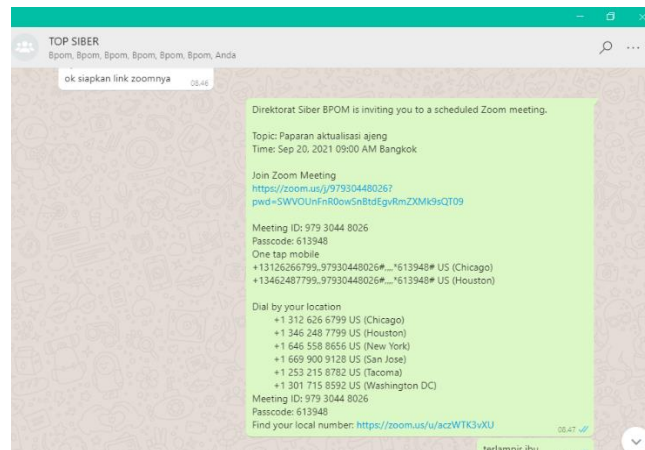 TOP SIBER
Bpom, Bpom, Bpom, Bpom, Bpom, Bpom, Anda
ok siapkan link zoomnya
08.46
Direktorat Siber BPOM is inviting you to a scheduled Zoom meeting.
Topic: Paparan aktualisasi ajeng
Time: Sep 20, 2021 09:00 AM Bangkok
Join Zoom Meeting
https://zoom.us/j/97930448026?
pwd=SWVOUnFnR0owSnBtdEgvRmZXMk9sQT09
Meeting ID: 979 3044 8026
Passcode: 613948
One tap mobile
+13126266799,,97930448026#,,,,*613948# US (Chicago)
+13462487799,,97930448026#,,,,*613948# US (Houston)
Dial by your location
+1 312 626 6799 US (Chicago)
+1 346 248 7799 US (Houston)
+1 646 558 8656 US (New York)
+1 669 900 9128 US (San Jose)
+1 253 215 8782 US (Tacoma)
+1 301 715 8592 US (Washington DC)
Meeting ID: 979 3044 8026
Passcode: 613948
Find your local number: https://zoom.us/u/aczWTK3vXU
08.47
terlampir ibu